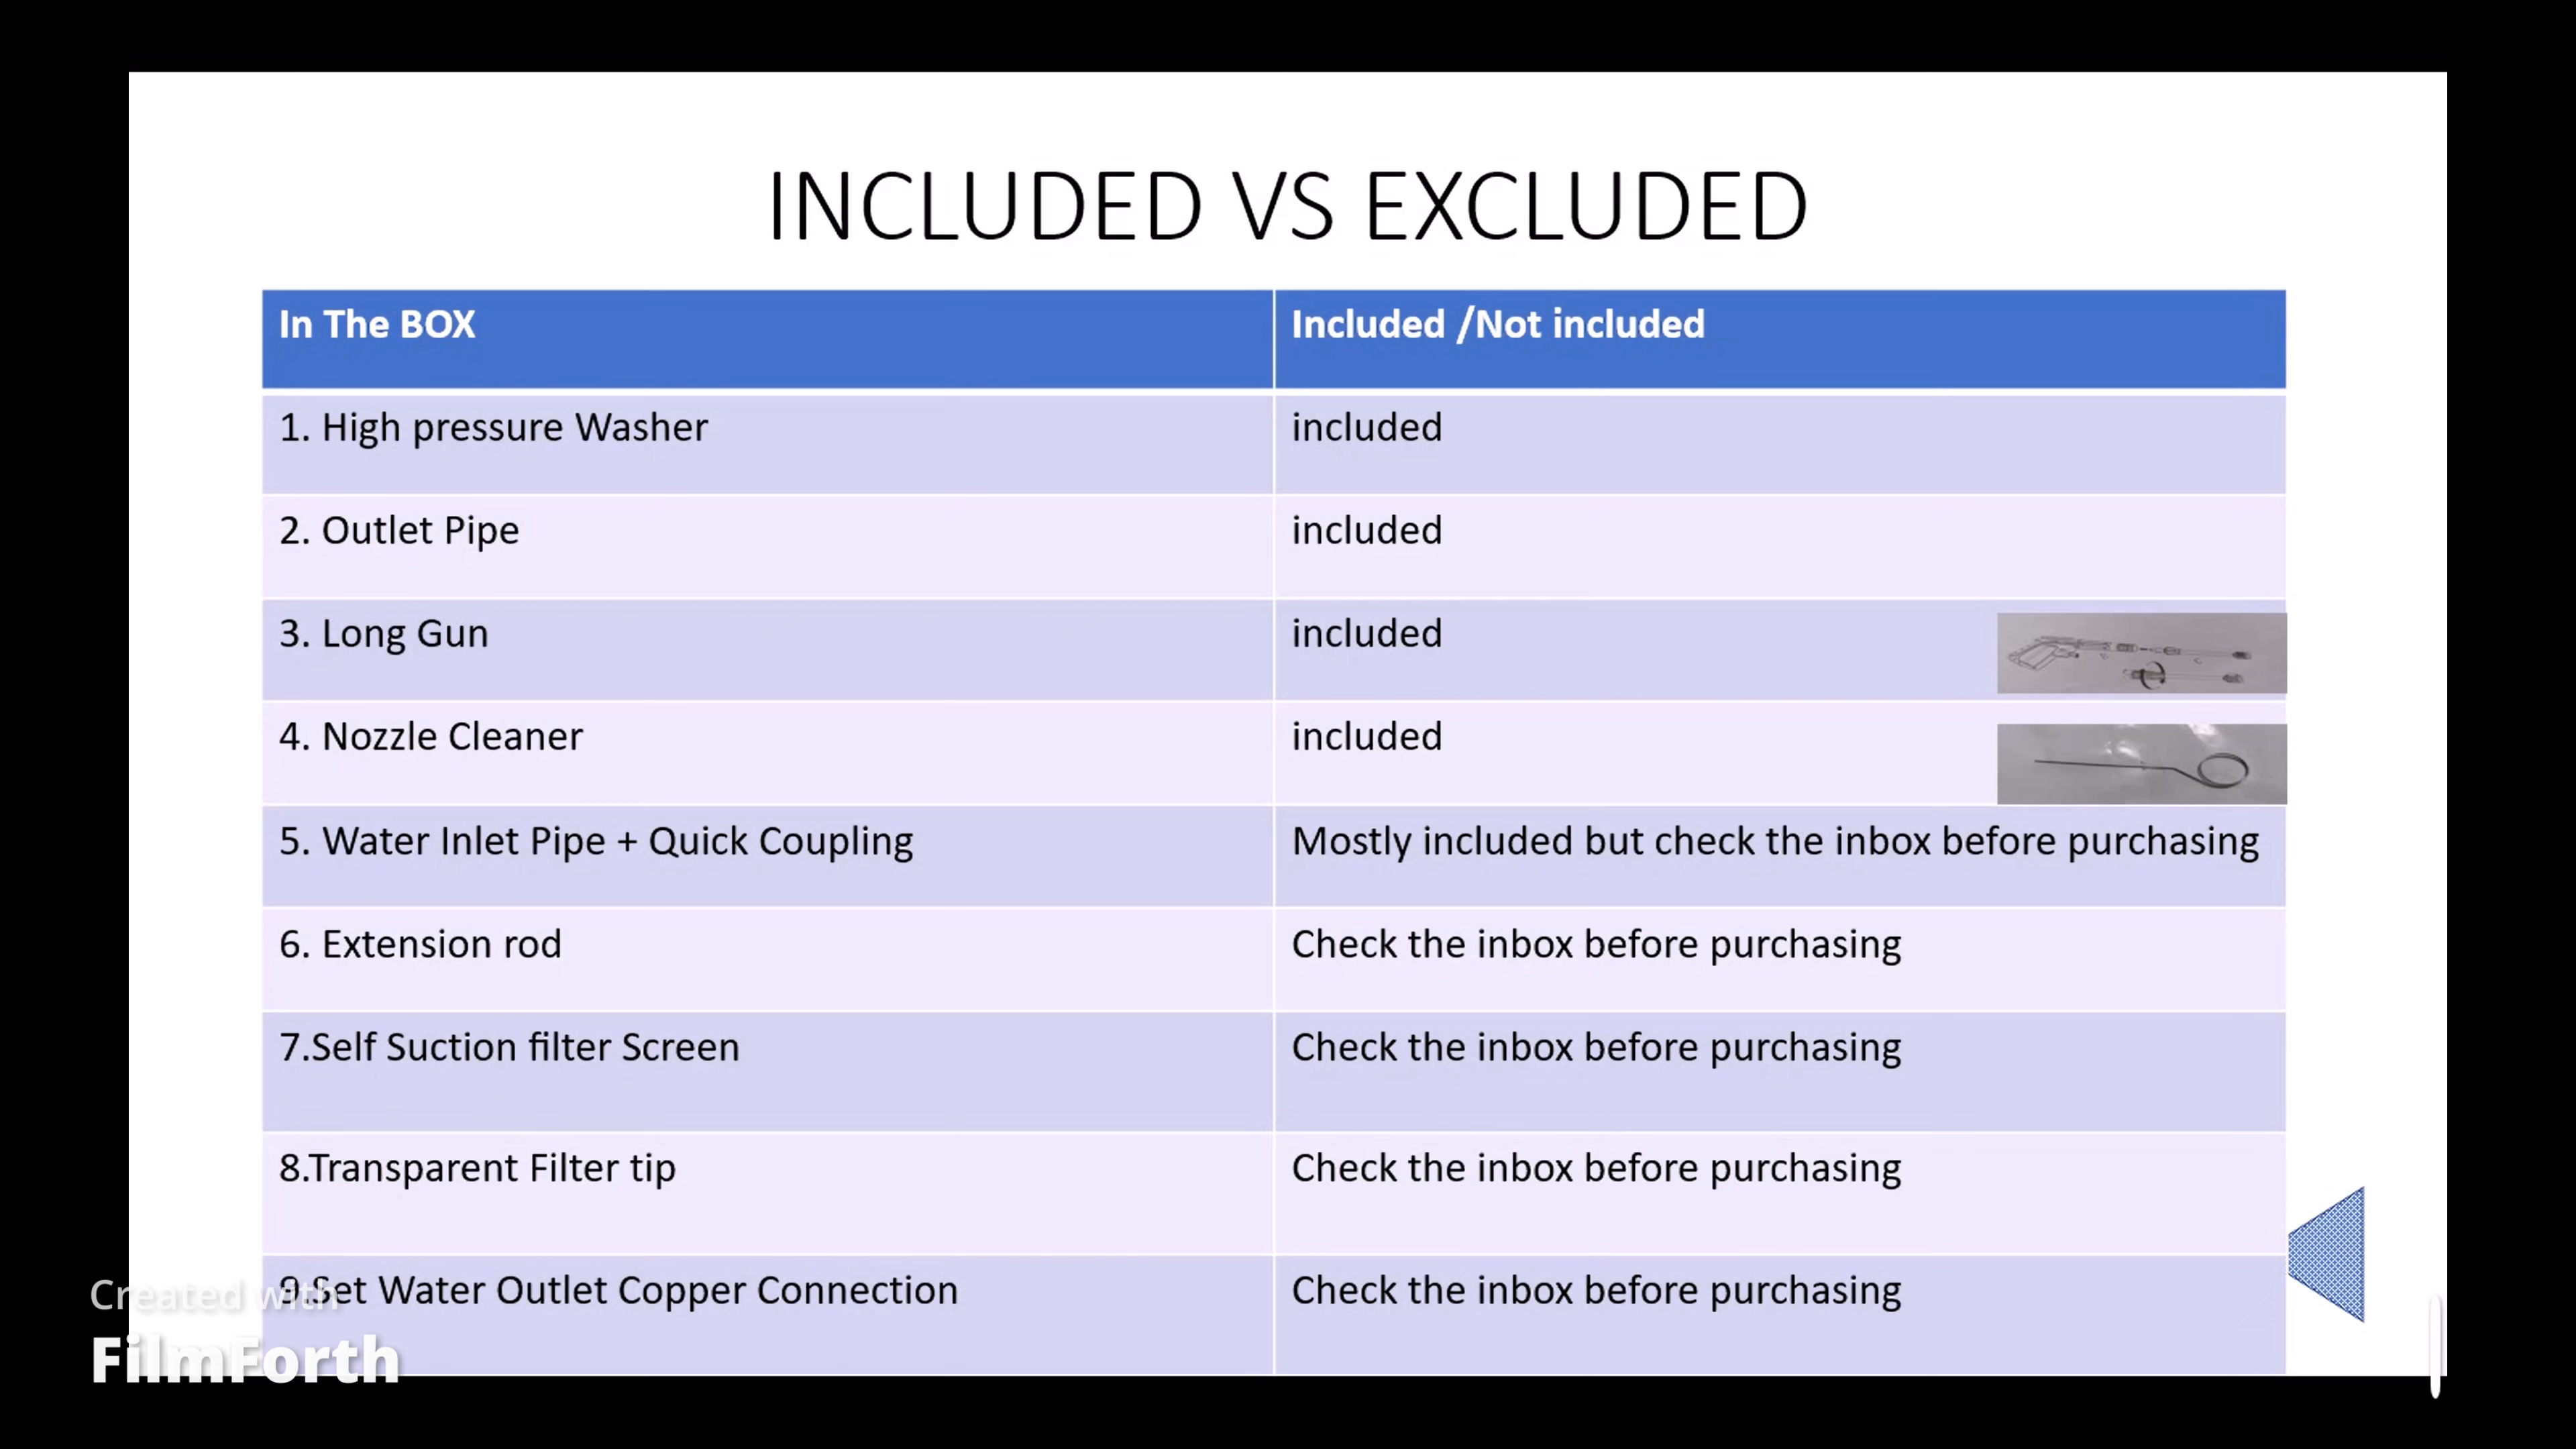 INCLUDED VS EXCLUDED
In The BOX
Included /Not included
1. High pressure Washer
included
2. Outlet Pipe
included
3. Long Gun
included
4. Nozzle Cleaner
included
5. Water Inlet Pipe + Quick Coupling
Mostly included but check the inbox before purchasing
6. Extension rod
Check the inbox before purchasing
7.Self Suction filter Screen
Check the inbox before purchasing
8.Transparent Filter tip
Check the inbox before purchasing
9.Set Water Outlet Copper Connection
Check the inbox before purchasing
Created with
FilmForth